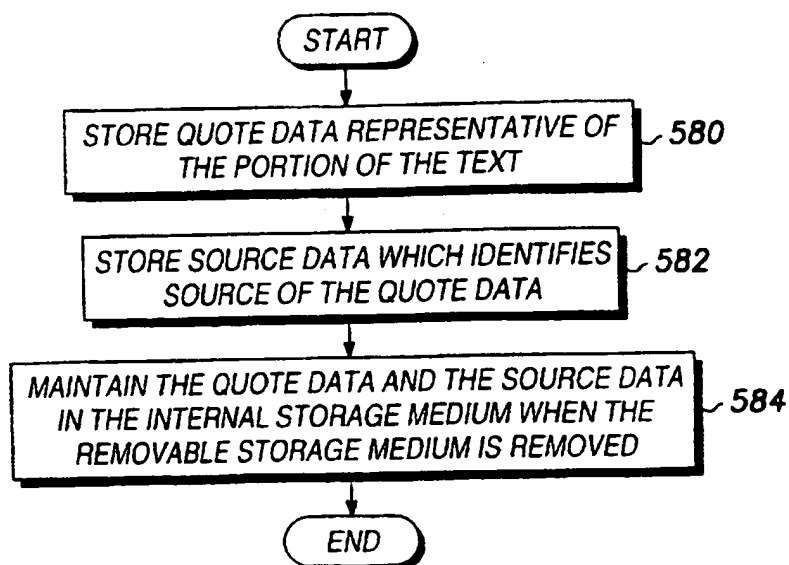 START
STORE QUOTE DATA REPRESENTATIVE OF
THE PORTION OF THE TEXT
580
STORE SOURCE DATA WHICH IDENTIFIES
SOURCE OF THE QUOTE DATA
582
MAINTAIN THE QUOTE DATA AND THE SOURCE DATA
IN THE INTERNAL STORAGE MEDIUM WHEN THE
REMOVABLE STORAGE MEDIUM IS REMOVED
584
END